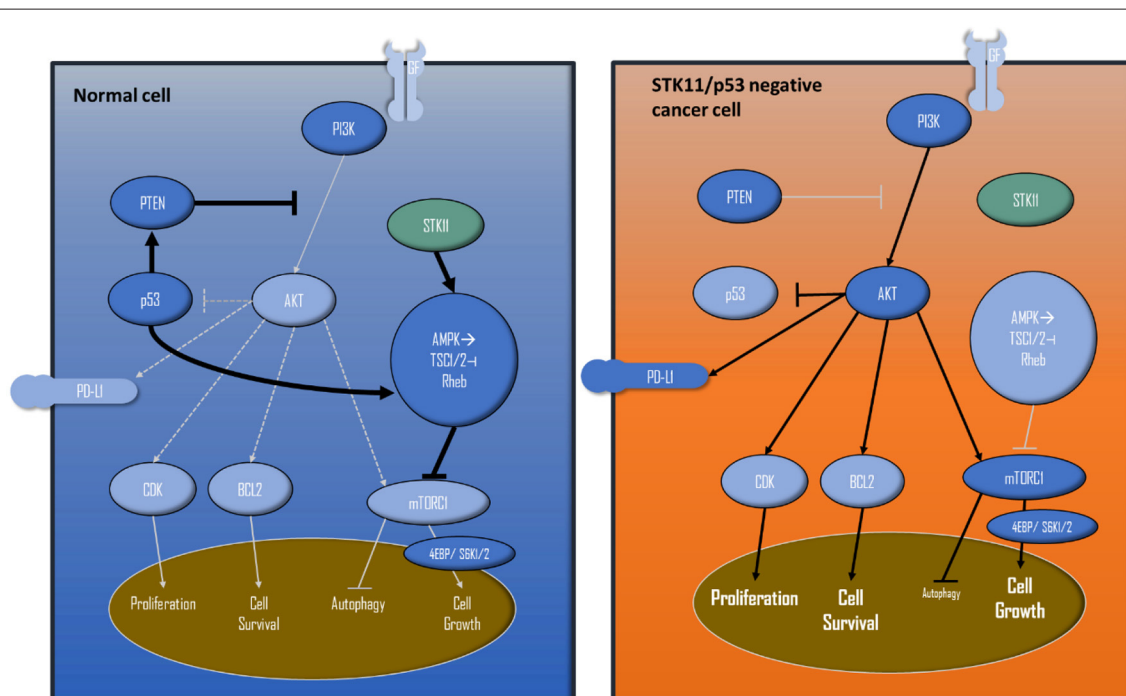 Normal cell
GF
PI3K
PTEN
STK11
p53
AKT
AMPK→
TSC1/2⊣
Rheb
PD-L1
CDK
BCL2
mTORC1
4EBP/ S6K1/2
Proliferation
Cell
Survival
Autophagy
Cell
Growth
STK11/p53 negative
cancer cell
GF
PI3K
PTEN
STK11
p53
AKT
AMPK→
TSC1/2⊣
Rheb
PD-L1
CDK
BCL2
mTORC1
4EBP/ S6K1/2
Proliferation
Cell
Survival
Autophagy
Cell
Growth